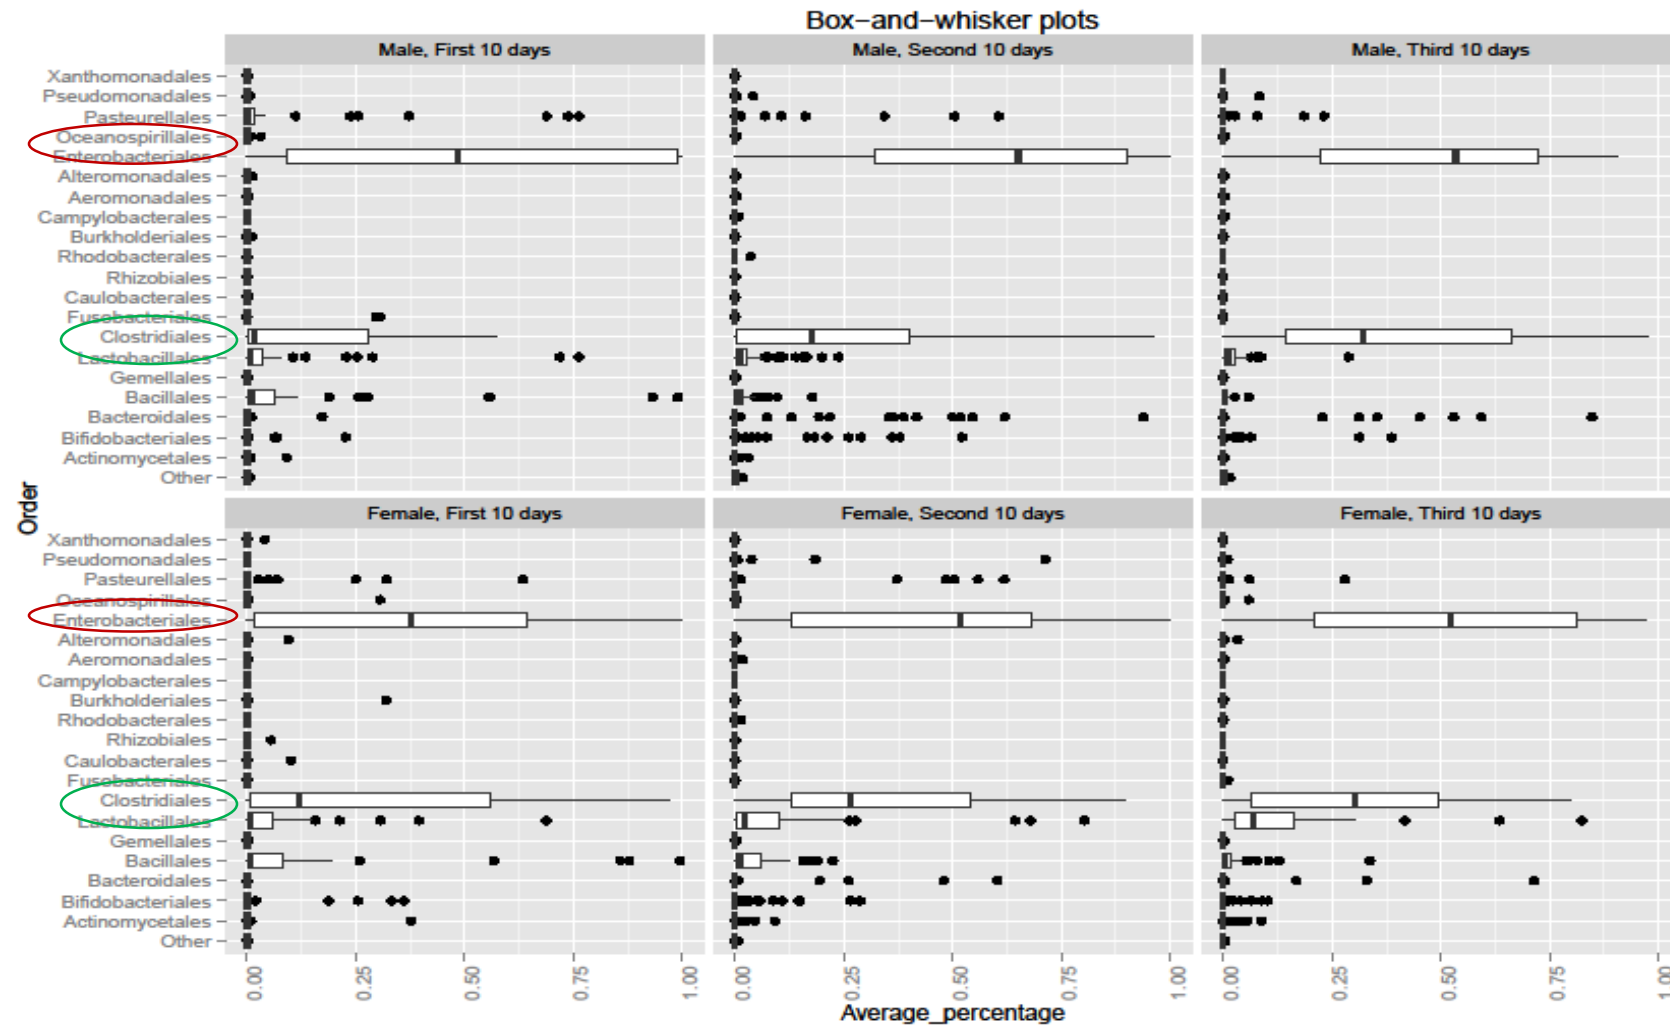 Box-and-whisker plots
Male, First 10 days
Male, Second 10 days
Male, Third 10 days
Xanthomonadales
Pseudomonadales
Pasteurellales
Oceanospirillales
Enterobacteriales
Alteromonadales
Aeromonadales
Campylobacterales
Burkholderiales
Rhodobacterales
Rhizobiales
Caulobacterales
Fusobacteriales
Clostridiales
Lactobacillales
Gemellales
Bacillales
Bacteroidales
Bifidobacteriales
Actinomycetales
Other
Order
Female, First 10 days
Female, Second 10 days
Female, Third 10 days
Xanthomonadales
Pseudomonadales
Pasteurellales
Oceanospirillales
Enterobacteriales
Alteromonadales
Aeromonadales
Campylobacterales
Burkholderiales
Rhodobacterales
Rhizobiales
Caulobacterales
Fusobacteriales
Clostridiales
Lactobacillales
Gemellales
Bacillales
Bacteroidales
Bifidobacteriales
Actinomycetales
Other
0.00 0.25 0.50 0.75 1.00 0.00 0.25 0.50 0.75 1.00 0.00 0.25 0.50 0.75 1.00
Average_percentage